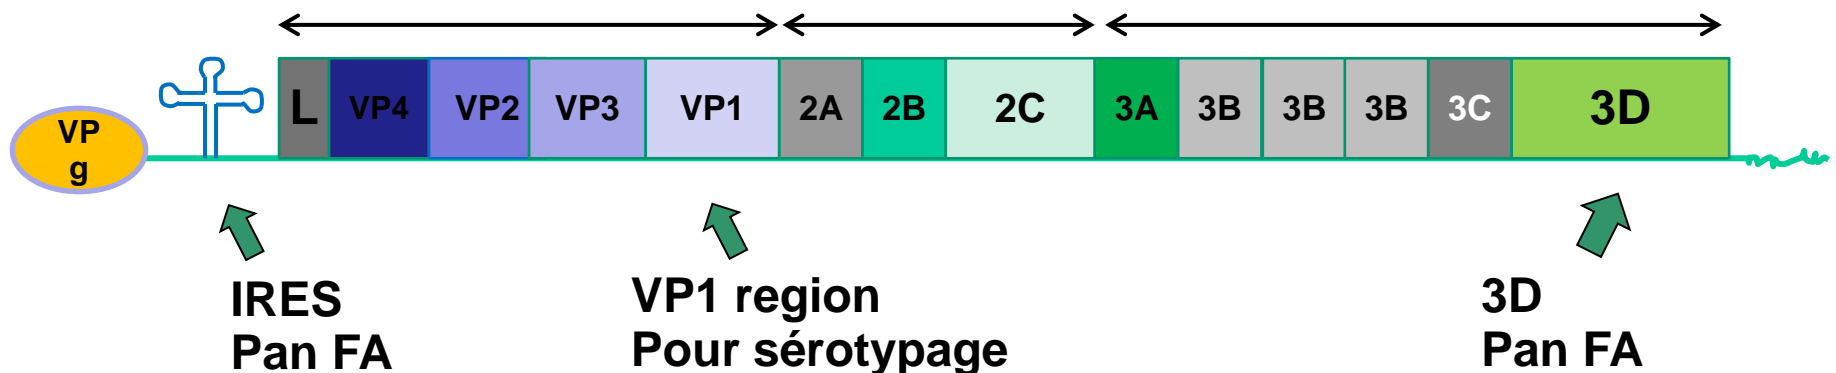 VP
g
L VP4 VP2 VP3 VP1 2A 2B 2C 3A 3B 3B 3B 3C 3D
IRES
Pan FA
VP1 region
Pour sérotypage
3D
Pan FA